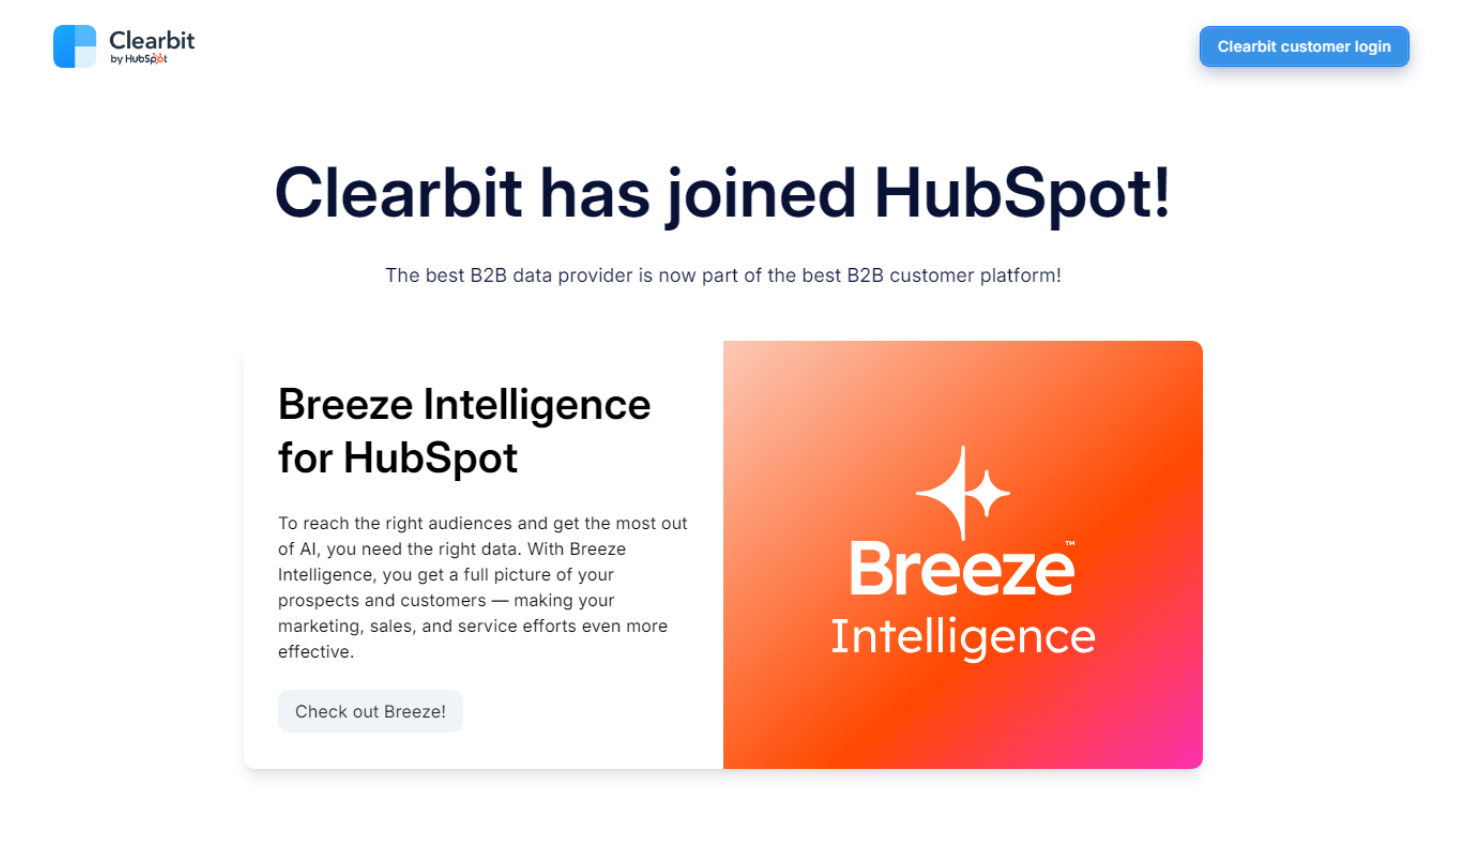 Clearbit
by HubSpot
Clearbit customer login
Clearbit has joined HubSpot!
The best B2B data provider is now part of the best B2B customer platform!
Breeze Intelligence
for HubSpot
To reach the right audiences and get the most out
of AI, you need the right data. With Breeze
Intelligence, you get a full picture of your
prospects and customers — making your
marketing, sales, and service efforts even more
effective.
Check out Breeze!
Breeze™
Intelligence